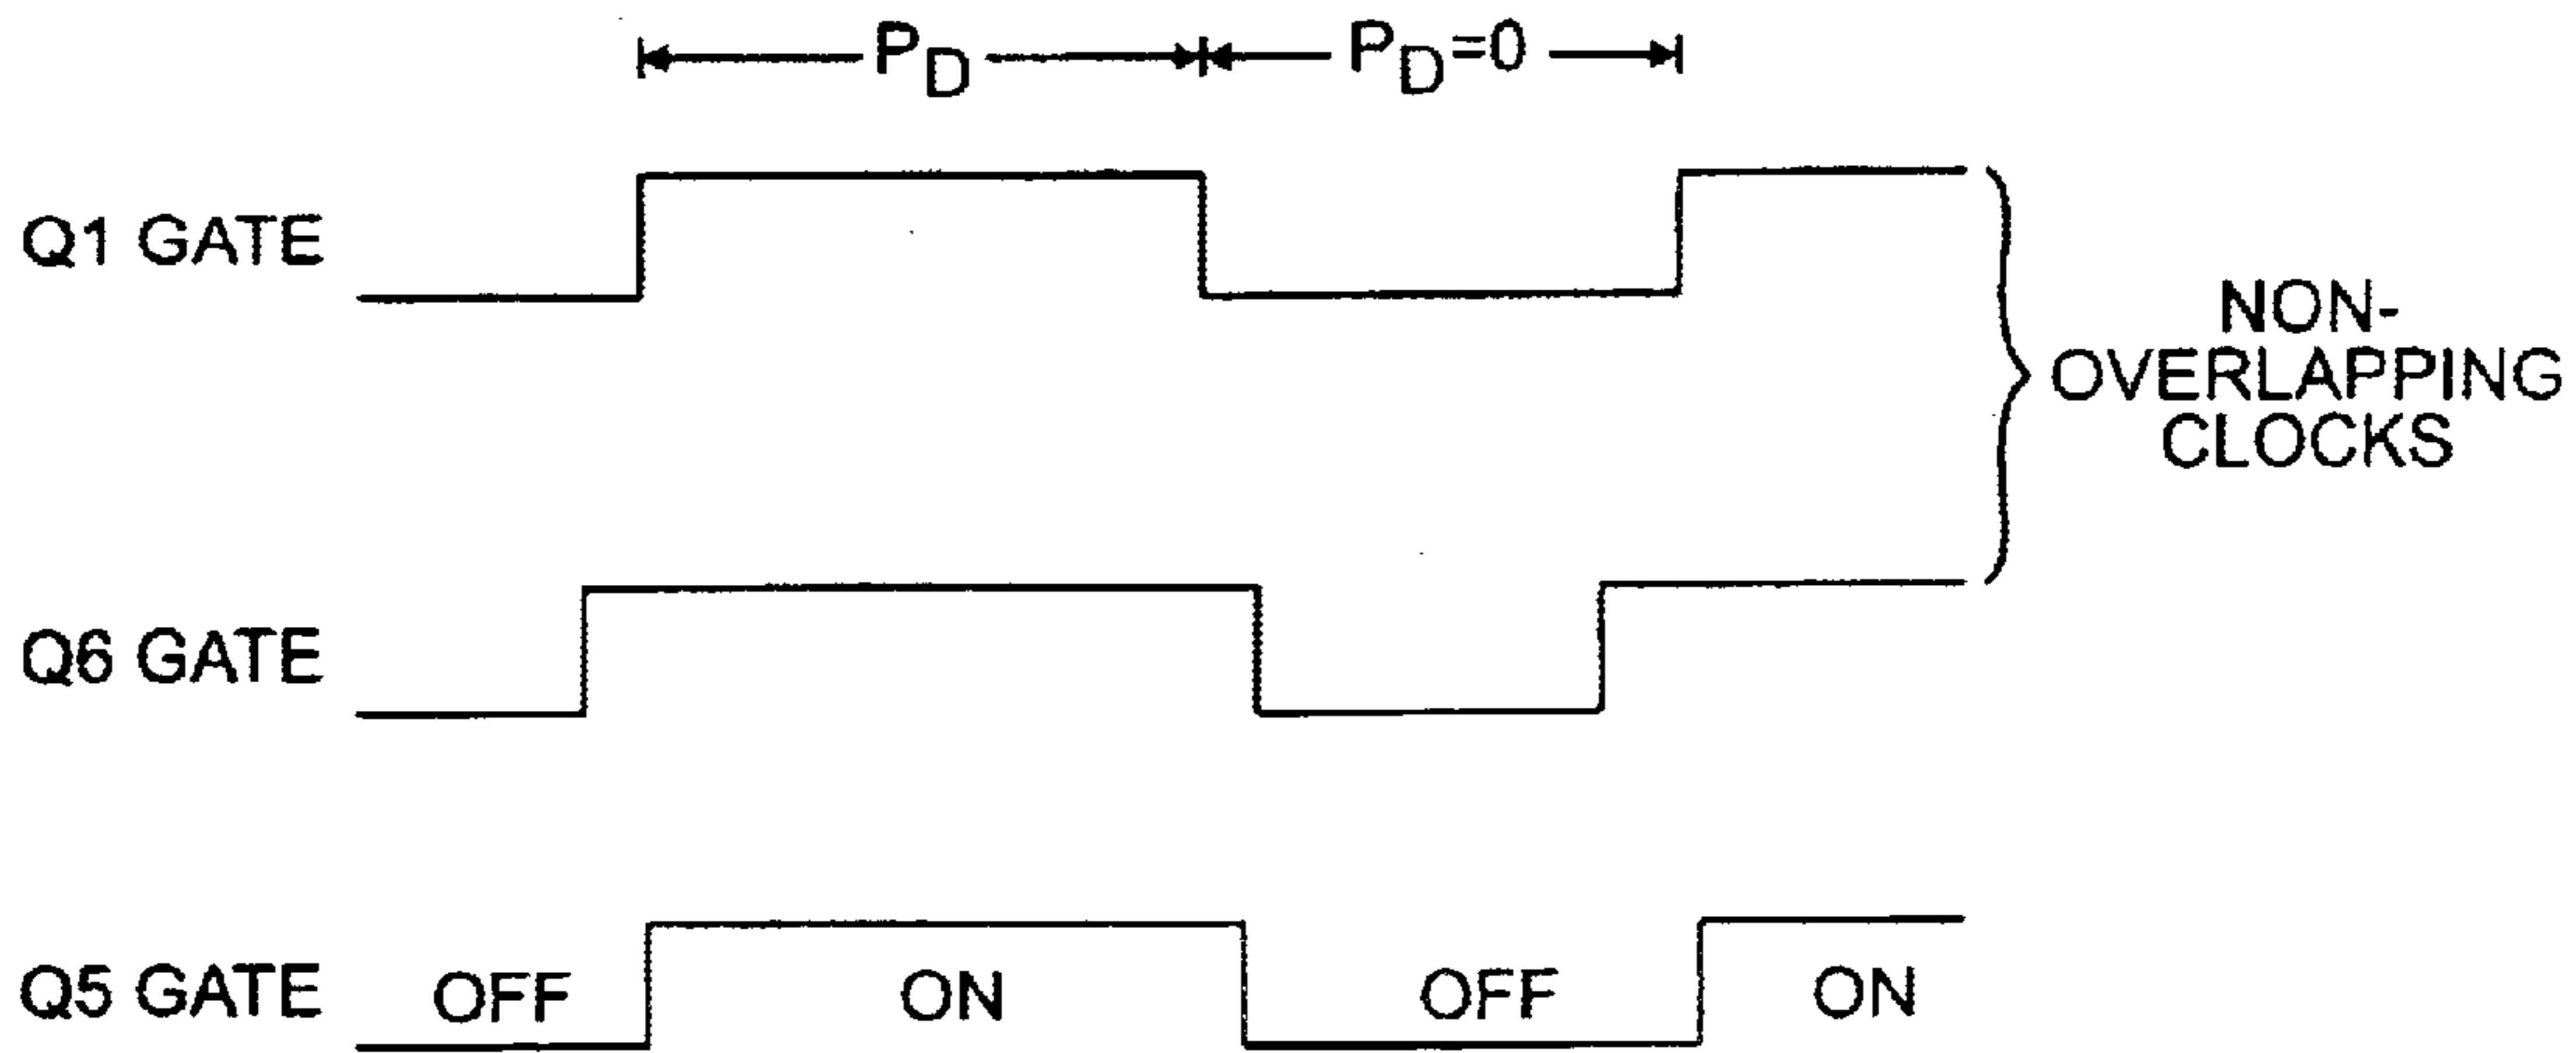 P_D
P_D=0
Q1 GATE
NON-
OVERLAPPING
CLOCKS
Q6 GATE
Q5 GATE
OFF
ON
OFF
ON